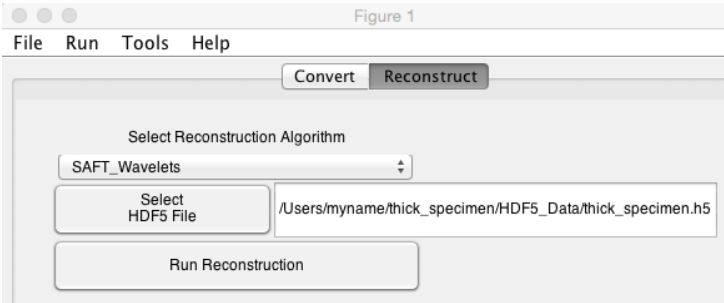 Figure 1
File Run Tools Help
Convert Reconstruct
Select Reconstruction Algorithm
SAFT_Wavelets
Select
HDF5 File
/Users/myname/thick_specimen/HDF5_Data/thick_specimen.h5
Run Reconstruction